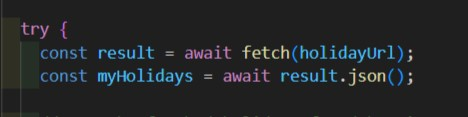 try {
const result = await fetch(holidayUrl);
const myHolidays = await result.json();